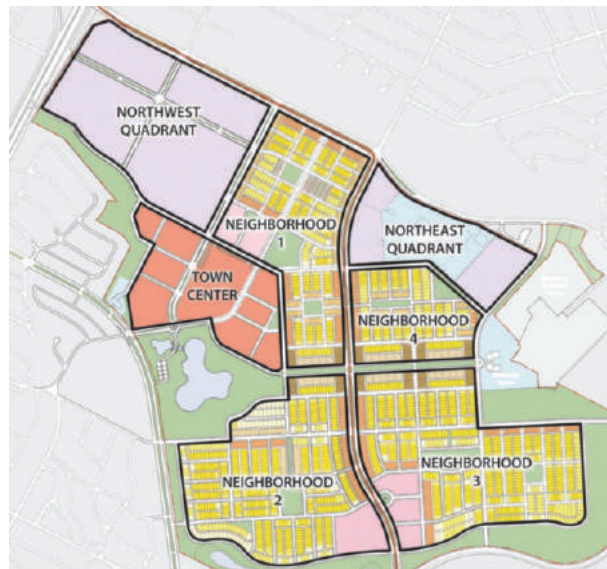 NORTHWEST
QUADRANT
NEIGHBORHOOD
1
NORTHEAST
QUADRANT
TOWN
CENTER
NEIGHBORHOOD
4
NEIGHBORHOOD
2
NEIGHBORHOOD
3